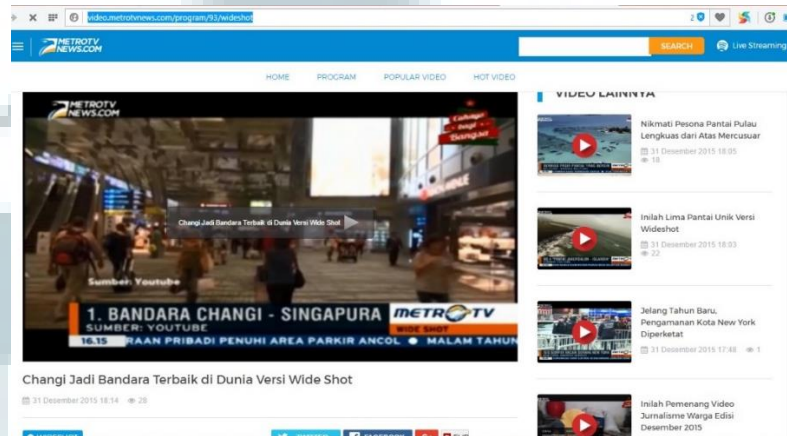 video.metrotvnews.com/program/93/wideshot
2
METROTV
NEWS.COM
SEARCH
Live Streaming
HOME PROGRAM POPULAR VIDEO HOT VIDEO
METROTV
NEWS.COM
Cahaya
Bagi
Bangsa
Changi Jadi Bandara Terbaik di Dunia Versi Wide Shot
Sumber: Youtube
1. BANDARA CHANGI - SINGAPURA
METRO TV
SUMBER: YOUTUBE
WIDE SHOT
16.15 RAAN PRIBADI PENUHI AREA PARKIR ANCOL • MALAM TAHUN
Changi Jadi Bandara Terbaik di Dunia Versi Wide Shot
31 Desember 2015 18:14 28
VIDEO LAINNYA
Nikmati Pesona Pantai Pulau
Lengkuas dari Atas Mercusuar
31 Desember 2015 18:05
18
Inilah Lima Pantai Unik Versi
Wideshot
31 Desember 2015 18:03
22
Jelang Tahun Baru,
Pengamanan Kota New York
Diperketat
31 Desember 2015 17:48 1
Inilah Pemenang Video
Jurnalisme Warga Edisi
Desember 2015